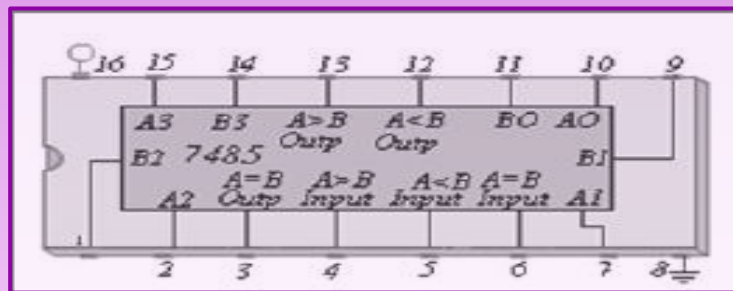 16 15 14 13 12 11 10 9
A3 B3 A>B A<B B0 A0
Outp Outp
B2 7485 B1
A=B A>B A<B A=B
A2 Outp Input Input Input A1
1 2 3 4 5 6 7 8